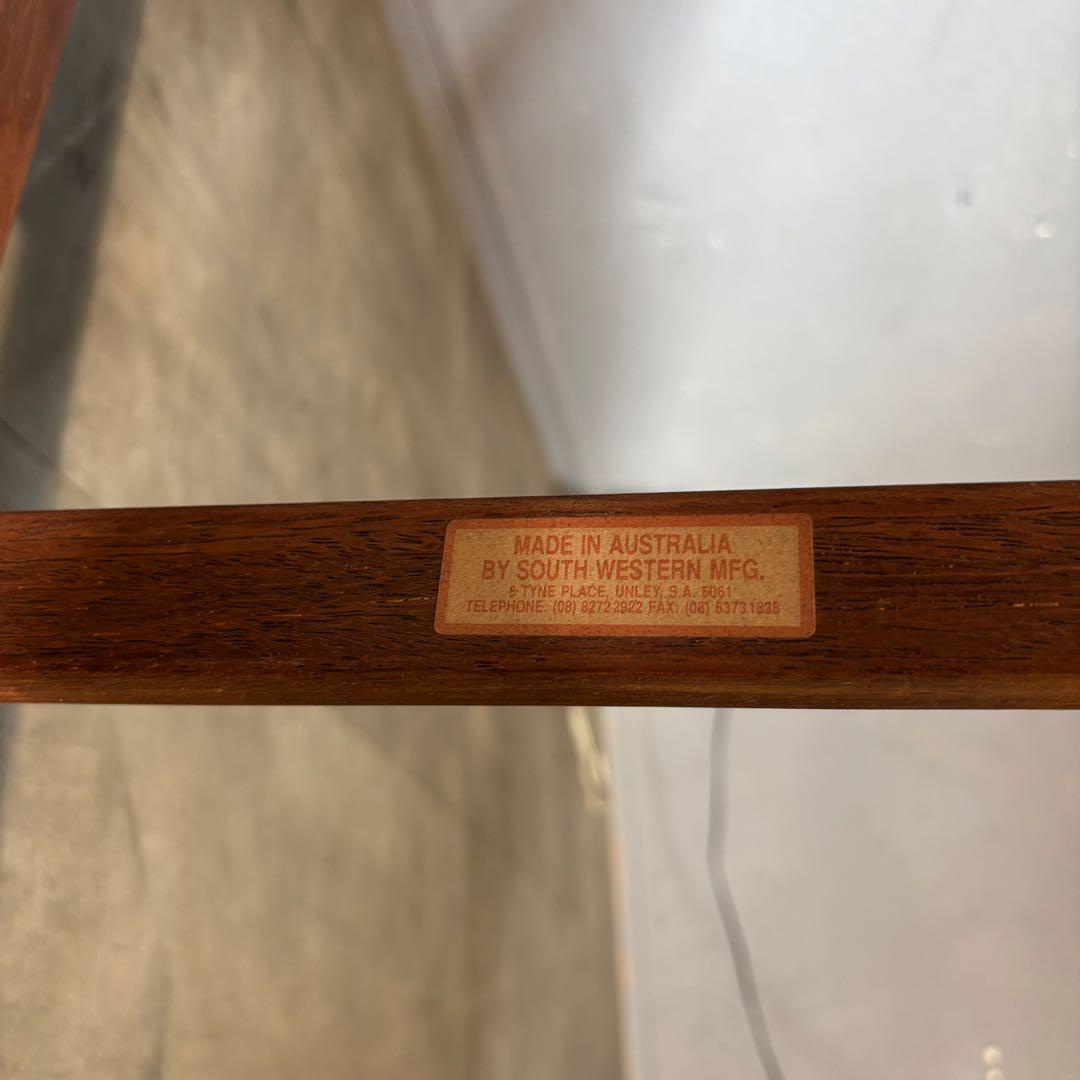 MADE IN AUSTRALIA
BY SOUTH WESTERN MFG.
6 TYNE PLACE, UNLEY, S.A. 5061
TELEPHONE: (08) 8272 2922 FAX: (08) 8373 1838